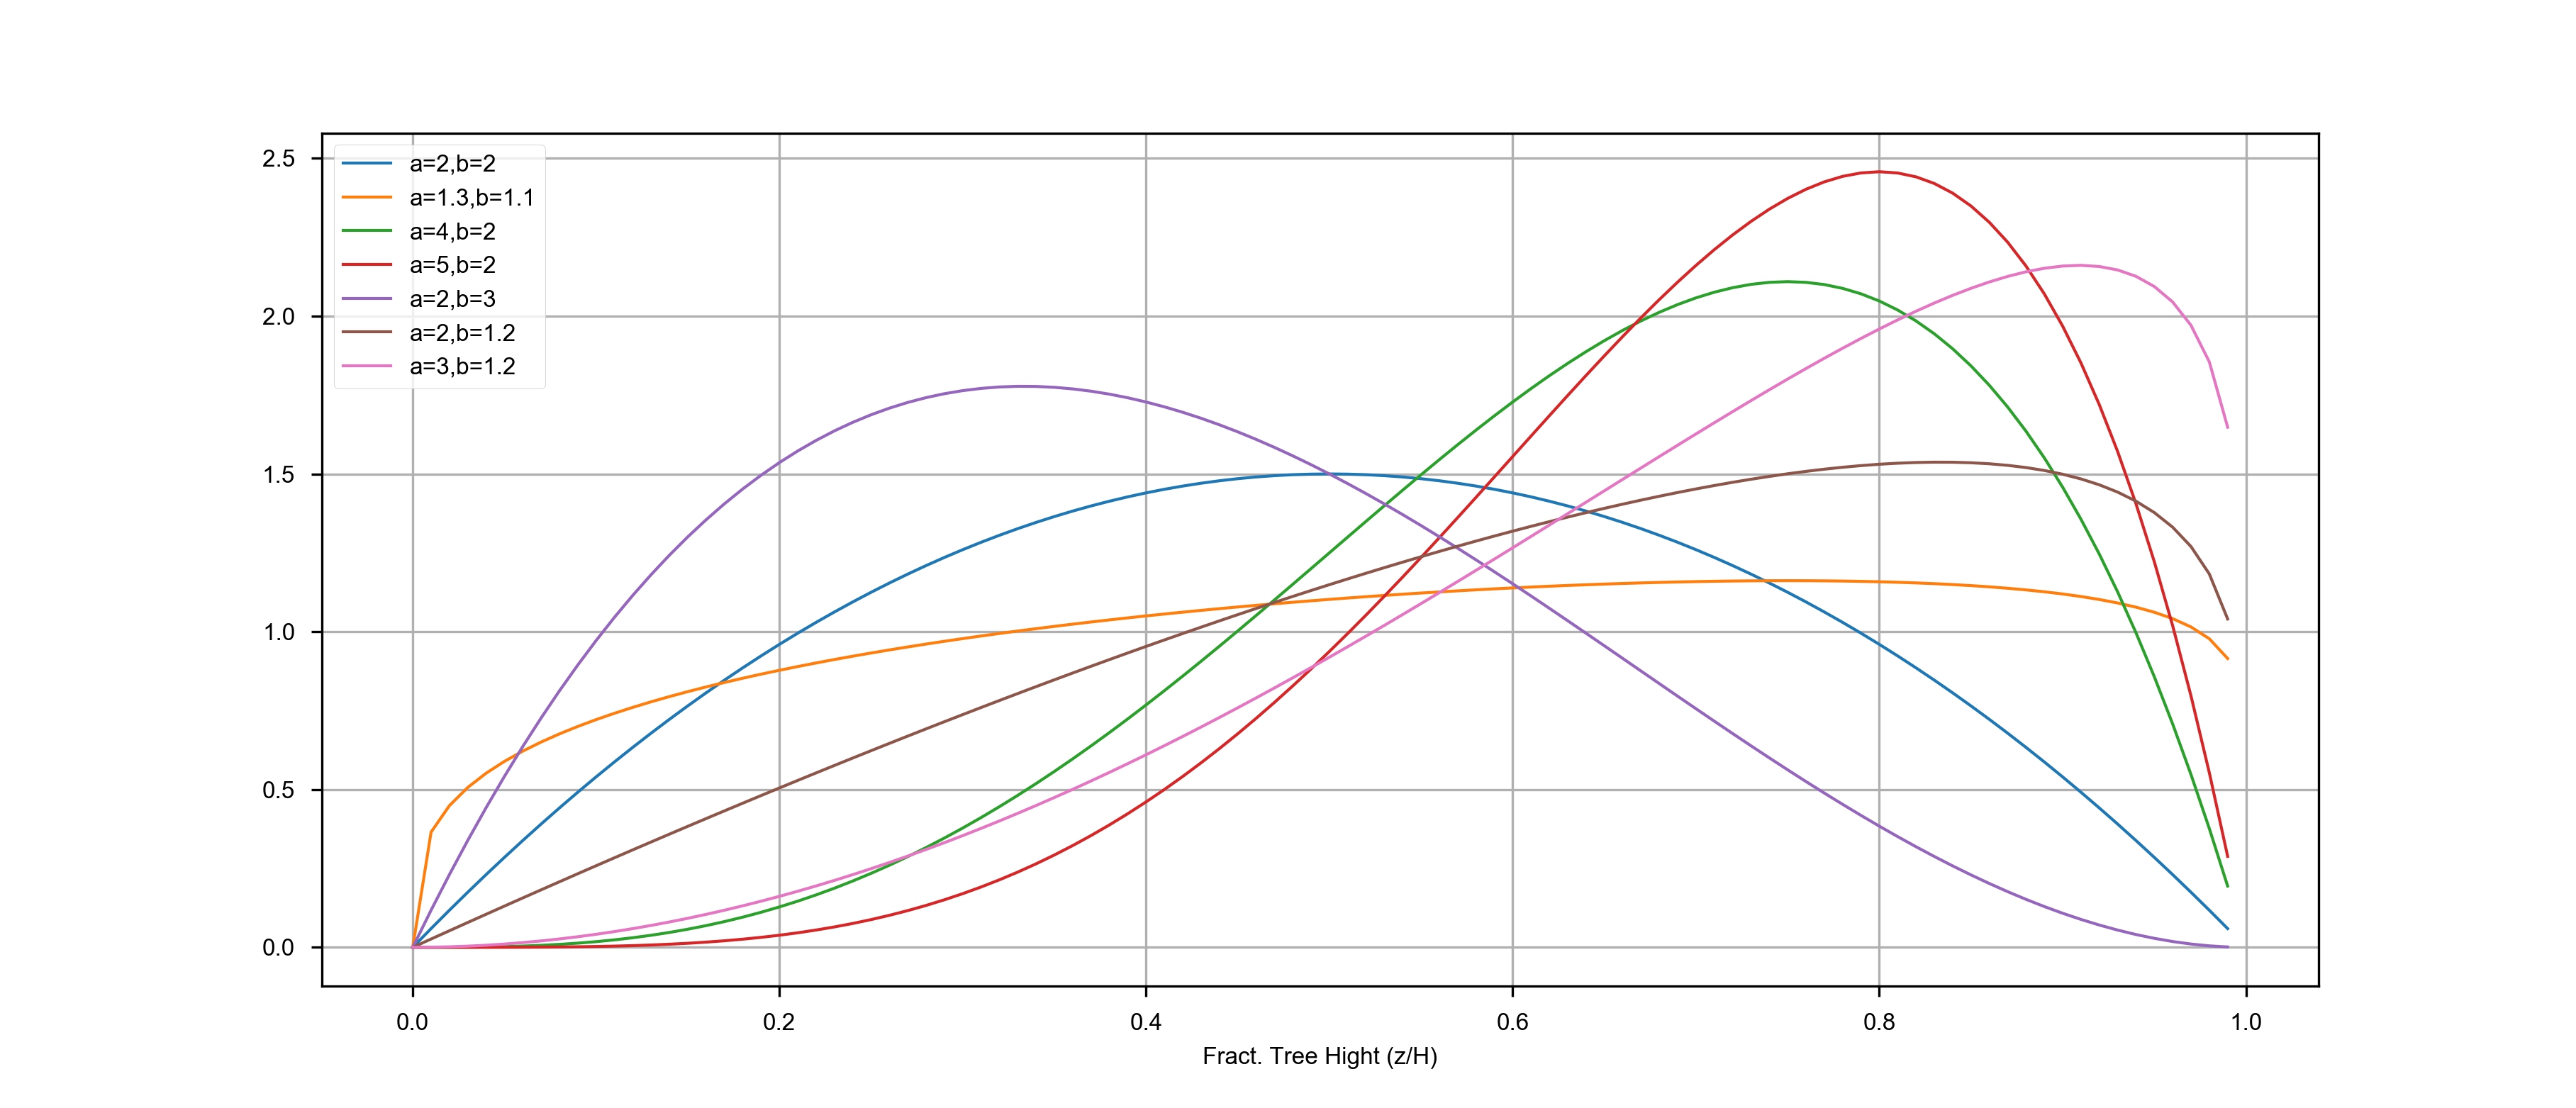 2.5
2.0
1.5
1.0
0.5
0.0
a=2,b=2
a=1.3,b=1.1
a=4,b=2
a=5,b=2
a=2,b=3
a=2,b=1.2
a=3,b=1.2
0.0 0.2 0.4 0.6 0.8 1.0
Fract. Tree Hight (z/H)